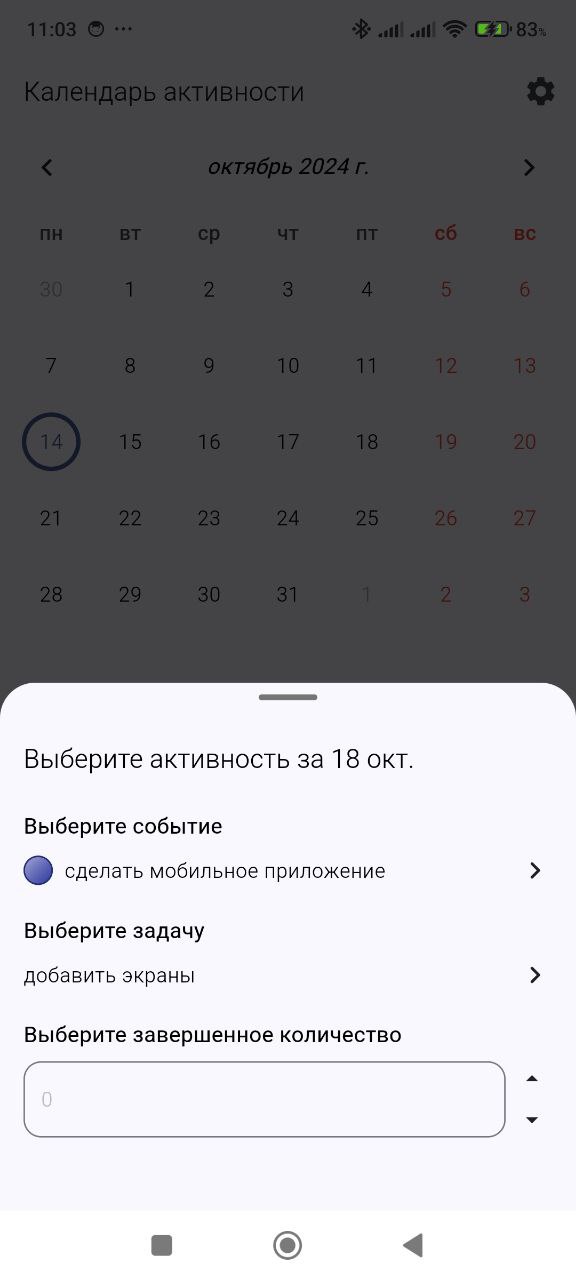 11:03 ... 83%
Календарь активности
октябрь 2024 г.
пн вт ср чт пт сб вс
30 1 2 3 4 5 6
7 8 9 10 11 12 13
14 15 16 17 18 19 20
21 22 23 24 25 26 27
28 29 30 31 1 2 3
Выберите активность за 18 окт.
Выберите событие
сделать мобильное приложение
Выберите задачу
добавить экраны
Выберите завершенное количество
0